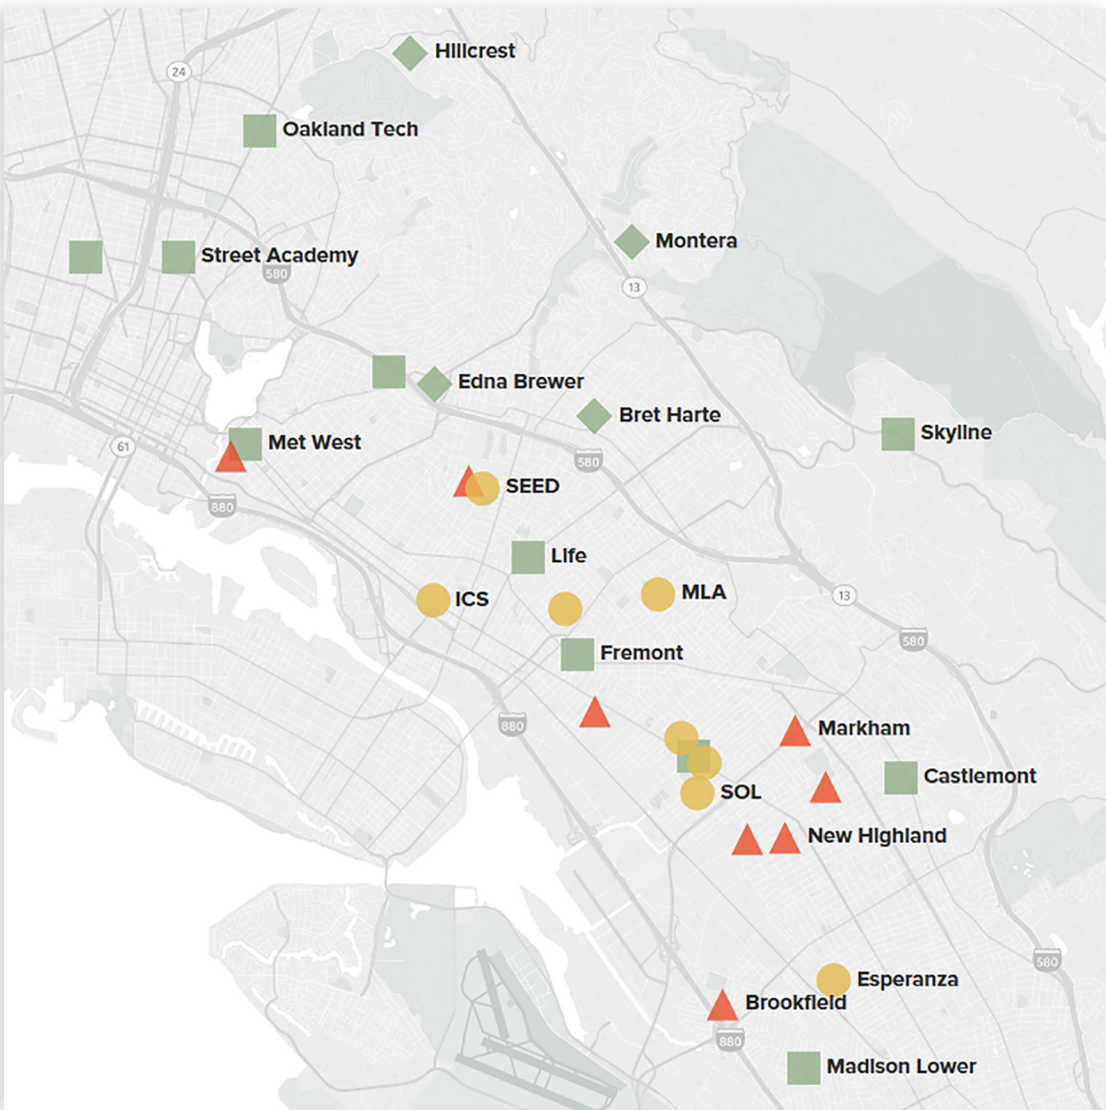 Hillcrest
24
Oakland Tech
Montera
Street Academy
580
13
Edna Brewer
Bret Harte
Skyline
Met West
61
580
SEED
880
Life
MLA
ICS
13
580
Fremont
880
Markham
Castlemont
SOL
New Highland
580
Esperanza
Brookfield
880
Madison Lower